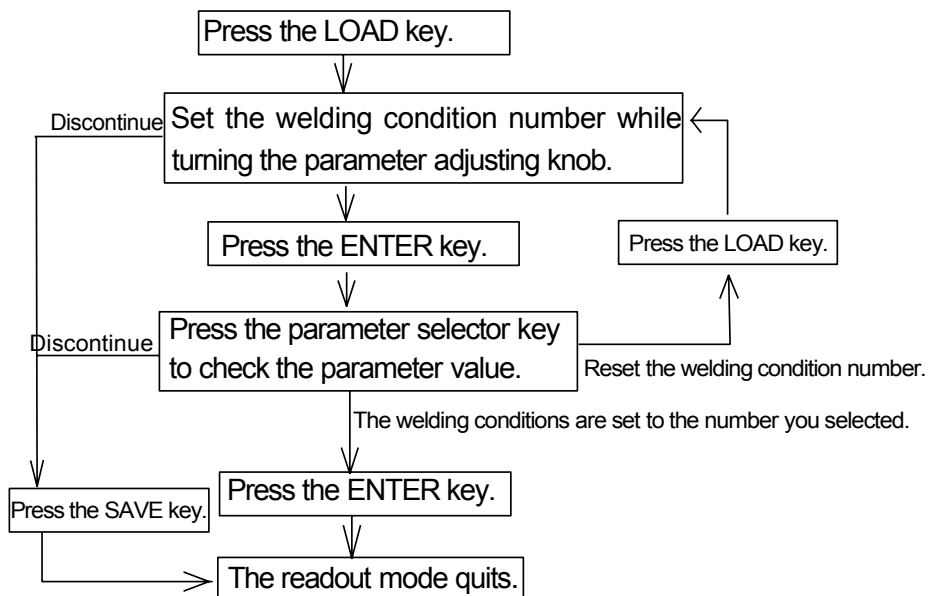 Press the LOAD key.
Discontinue
Set the welding condition number while
turning the parameter adjusting knob.
Press the ENTER key.
Press the LOAD key.
Discontinue
Press the parameter selector key
to check the parameter value.
Reset the welding condition number.
The welding conditions are set to the number you selected.
Press the ENTER key.
Press the SAVE key.
The readout mode quits.